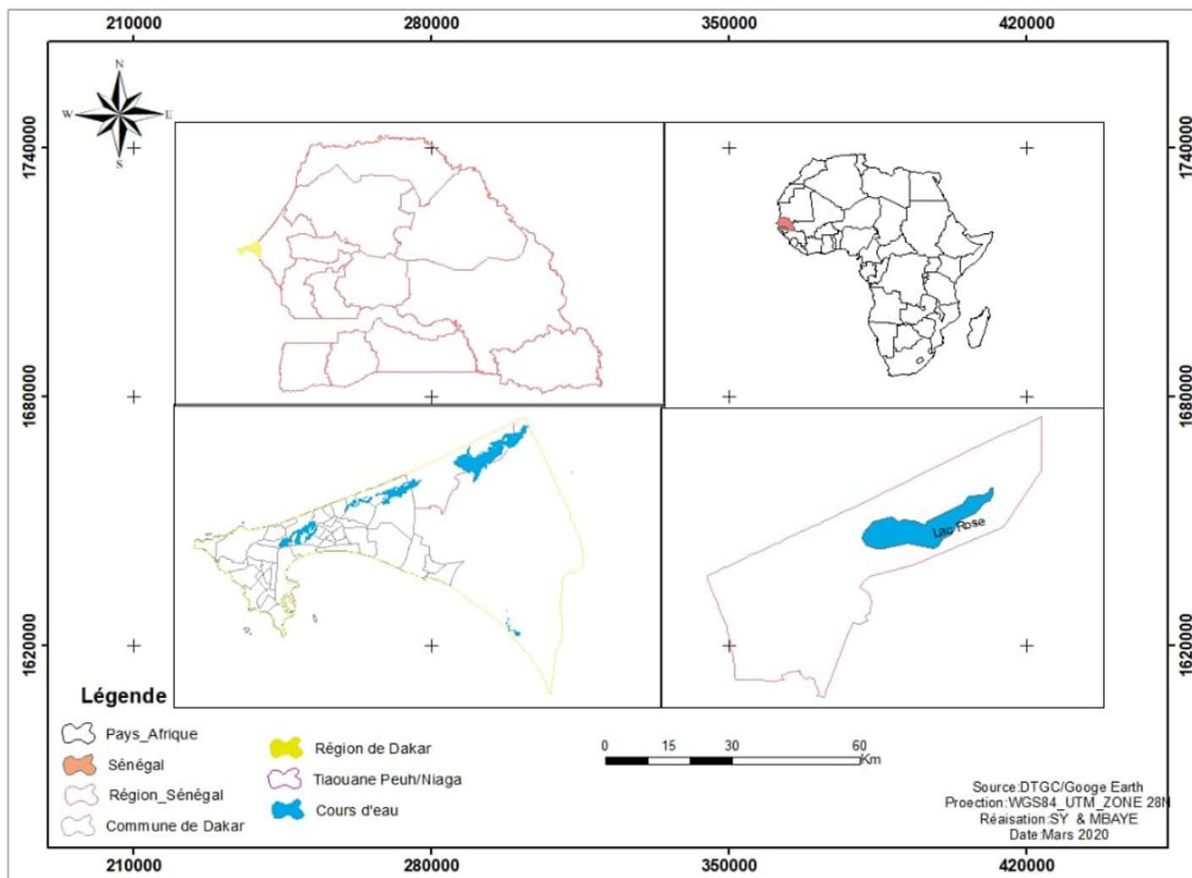 210000 280000 350000 420000
N
W E
S
1740000 1740000
1680000 1680000
Lac Rose
1620000 1620000
Légende
Pays_Afrique
Sénégal
Région_Sénégal
Commune de Dakar
Région de Dakar
Tiaouane Peuh/Niaga
Cours d'eau
0 15 30 60
Km
Source:DTGC/Googe Earth
Proection:WGS84_UTM_ZONE 28N
Réaisation:SY & MBAYE
Date:Mars 2020
210000 280000 350000 420000